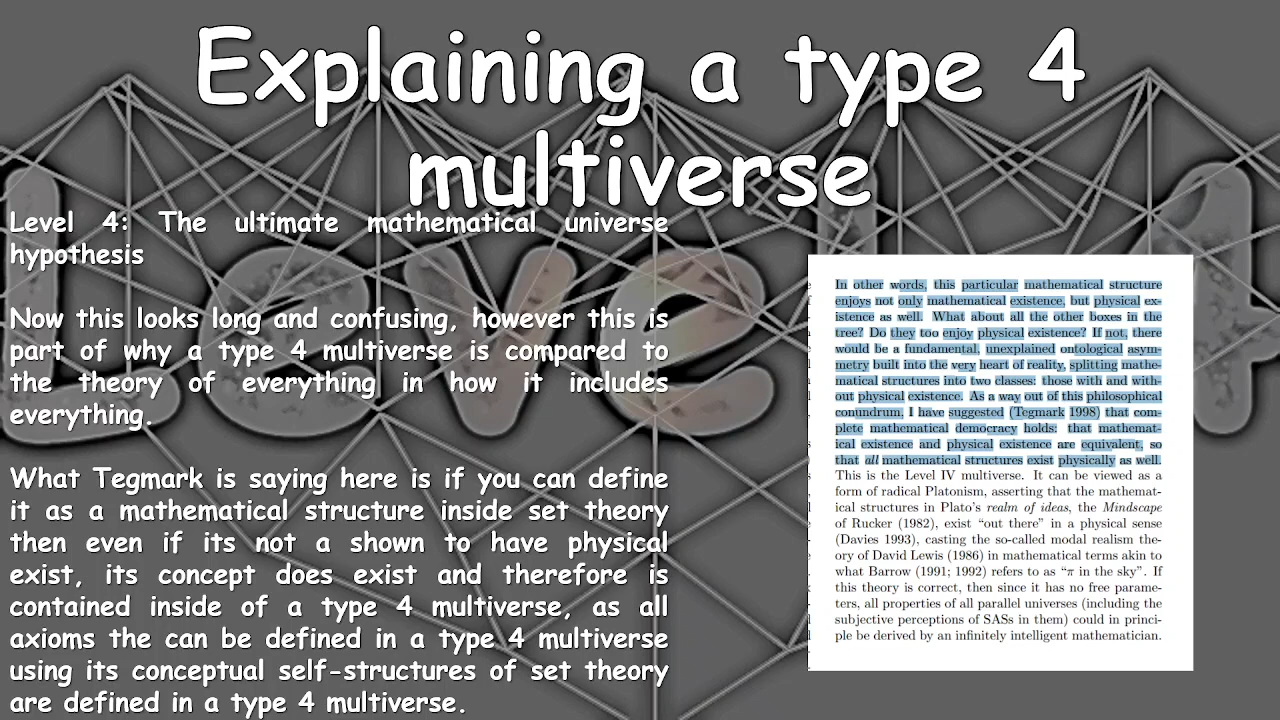 Explaining a type 4
multiverse
Level 4: The ultimate mathematical universe
hypothesis
Now this looks long and confusing, however this is
part of why a type 4 multiverse is compared to
the theory of everything in how it includes
everything.
What Tegmark is saying here is if you can define
it as a mathematical structure inside set theory
then even if its not a shown to have physical
exist, its concept does exist and therefore is
contained inside of a type 4 multiverse, as all
axioms the can be defined in a type 4 multiverse
using its conceptual self-structures of set theory
are defined in a type 4 multiverse.
In other words, this particular mathematical structure
enjoys not only mathematical existence, but physical ex-
istence as well. What about all the other boxes in the
tree? Do they too enjoy physical existence? If not, there
would be a fundamental, unexplained ontological asym-
metry built into the very heart of reality, splitting mathe-
matical structures into two classes: those with and with-
out physical existence. As a way out of this philosophical
conundrum, I have suggested (Tegmark 1998) that com-
plete mathematical democracy holds: that mathemat-
ical existence and physical existence are equivalent, so
that all mathematical structures exist physically as well.
This is the Level IV multiverse. It can be viewed as a
form of radical Platonism, asserting that the mathemat-
ical structures in Plato's realm of ideas, the Mindscape
of Rucker (1982), exist "out there" in a physical sense
(Davies 1993), casting the so-called modal realism the-
ory of David Lewis (1986) in mathematical terms akin to
what Barrow (1991; 1992) refers to as "π in the sky". If
this theory is correct, then since it has no free parame-
ters, all properties of all parallel universes (including the
subjective perceptions of SASs in them) could in princi-
ple be derived by an infinitely intelligent mathematician.
Level 4